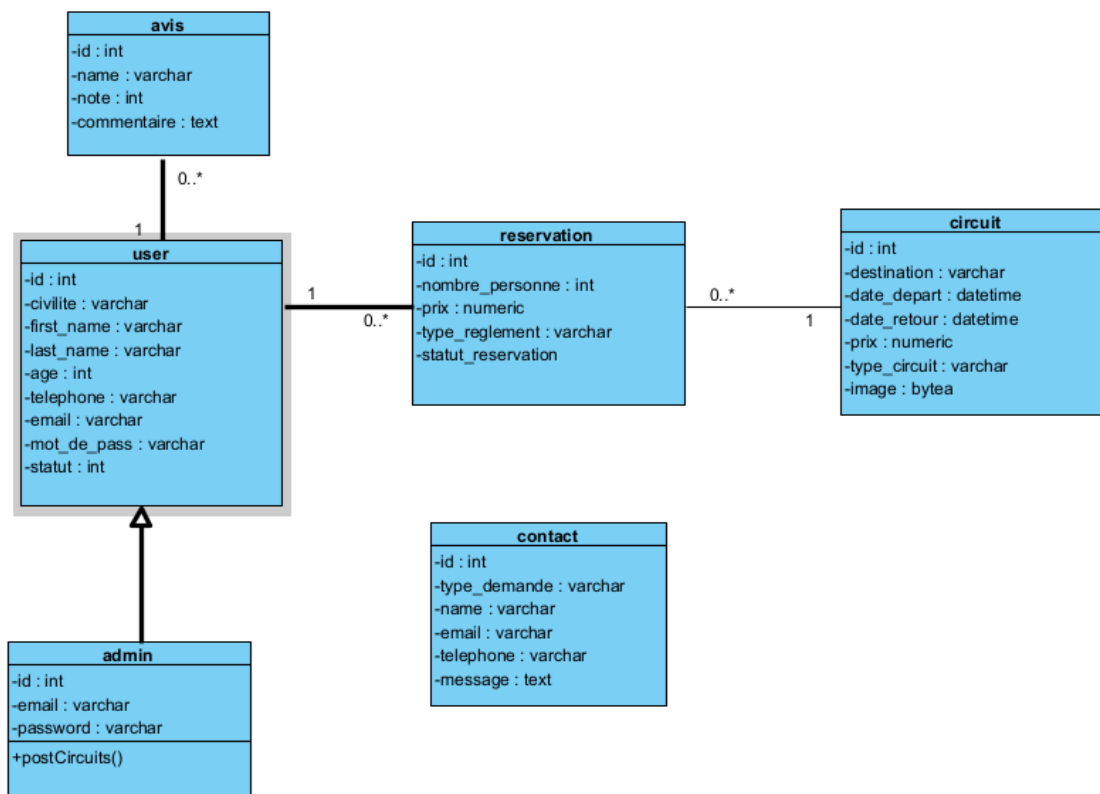 avis
-id : int
-name : varchar
-note : int
-commentaire : text
0..*
1
user
-id : int
-civilite : varchar
-first_name : varchar
-last_name : varchar
-age : int
-telephone : varchar
-email : varchar
-mot_de_pass : varchar
-statut : int
1
0..*
reservation
-id : int
-nombre_personne : int
-prix : numeric
-type_reglement : varchar
-statut_reservation
0..*
1
circuit
-id : int
-destination : varchar
-date_depart : datetime
-date_retour : datetime
-prix : numeric
-type_circuit : varchar
-image : bytea
contact
-id : int
-type_demande : varchar
-name : varchar
-email : varchar
-telephone : varchar
-message : text
admin
-id : int
-email : varchar
-password : varchar
+postCircuits()